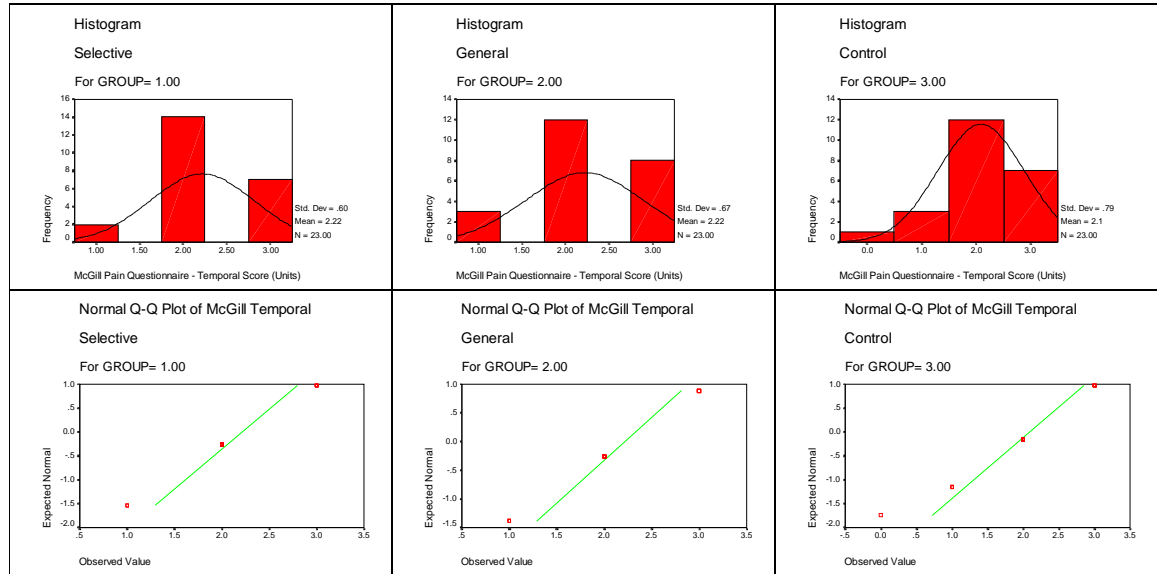 Histogram
Selective
For GROUP= 1.00
16
14
12
10
8
6
4
2
0
Frequency
1.00 1.50 2.00 2.50 3.00
Std. Dev = .60
Mean = 2.22
N = 23.00
McGill Pain Questionnaire - Temporal Score (Units)
Histogram
General
For GROUP= 2.00
14
12
10
8
6
4
2
0
Frequency
1.00 1.50 2.00 2.50 3.00
Std. Dev = .67
Mean = 2.22
N = 23.00
McGill Pain Questionnaire - Temporal Score (Units)
Histogram
Control
For GROUP= 3.00
14
12
10
8
6
4
2
0
Frequency
0.0 1.0 2.0 3.0
Std. Dev = .79
Mean = 2.1
N = 23.00
McGill Pain Questionnaire - Temporal Score (Units)
Normal Q-Q Plot of McGill Temporal
Selective
For GROUP= 1.00
1.0
.5
0.0
-.5
-1.0
-1.5
-2.0
Expected Normal
.5 1.0 1.5 2.0 2.5 3.0 3.5
Observed Value
Normal Q-Q Plot of McGill Temporal
General
For GROUP= 2.00
1.0
.5
0.0
-.5
-1.0
-1.5
Expected Normal
.5 1.0 1.5 2.0 2.5 3.0 3.5
Observed Value
Normal Q-Q Plot of McGill Temporal
Control
For GROUP= 3.00
1.0
.5
0.0
-.5
-1.0
-1.5
-2.0
Expected Normal
-.5 0.0 .5 1.0 1.5 2.0 2.5 3.0 3.5
Observed Value